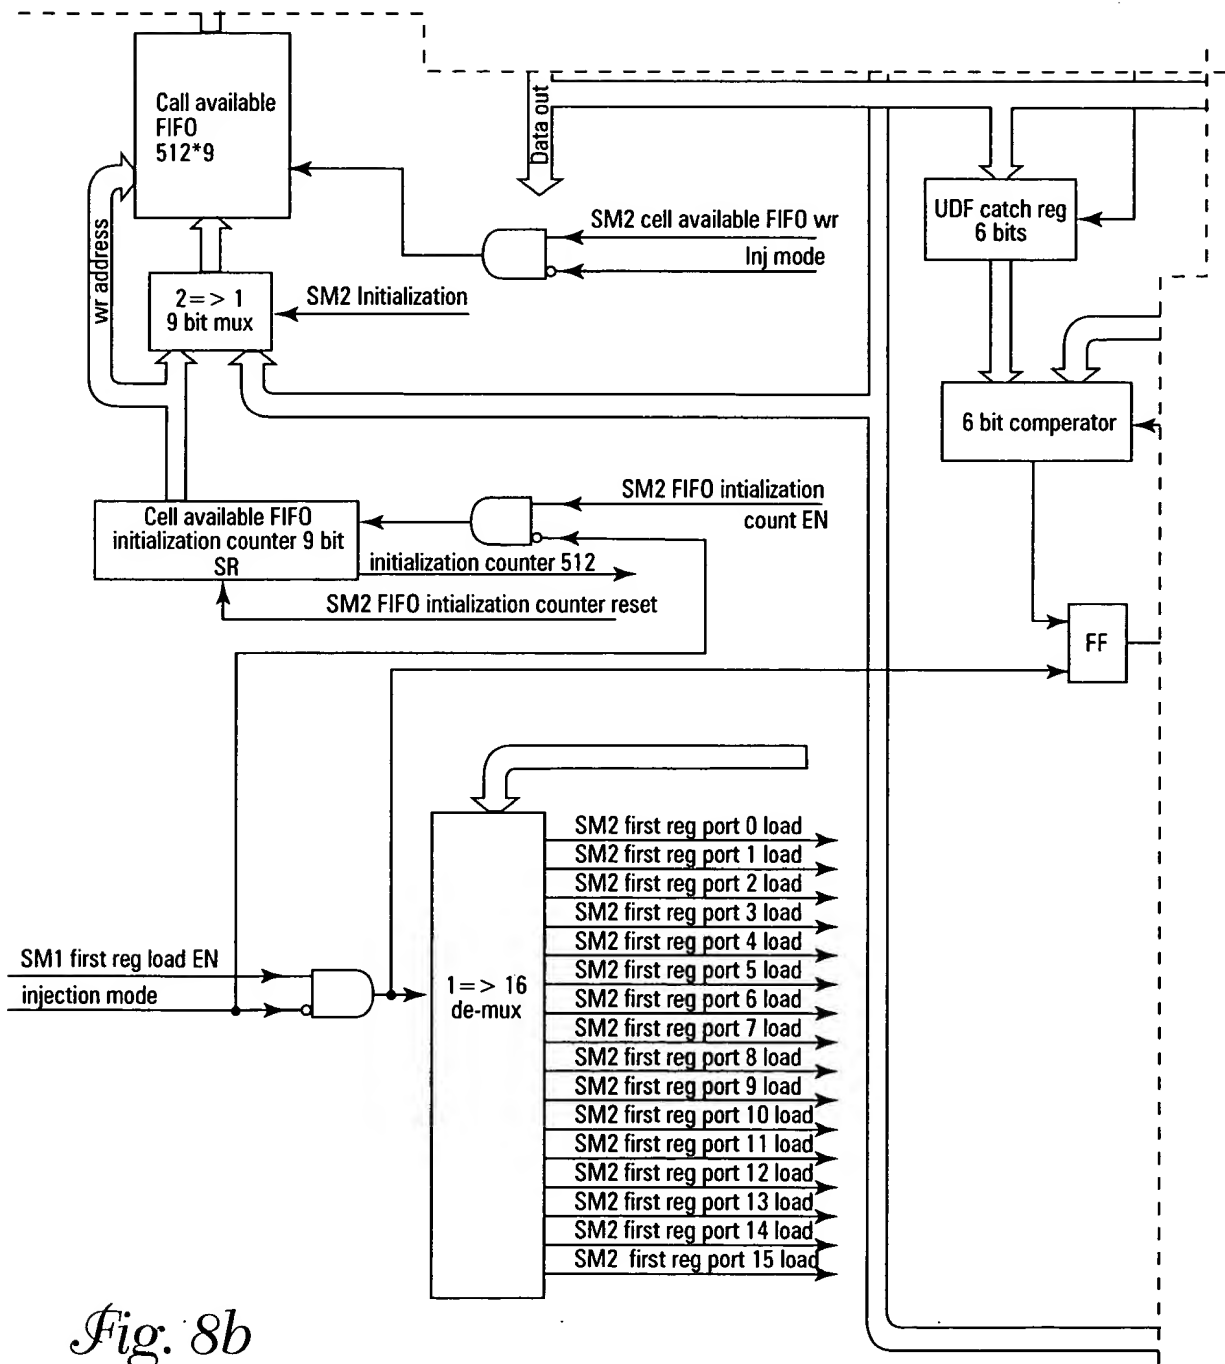 Call available
FIFO
512*9
Data out
wr address
SM2 cell available FIFO wr
Inj mode
UDF catch reg
6 bits
2=> 1
9 bit mux
SM2 Initialization
6 bit comperator
SM2 FIFO intialization
count EN
Cell available FIFO
initialization counter 9 bit
SR
initialization counter 512
SM2 FIFO intialization counter reset
FF
SM1 first reg load EN
injection mode
1=> 16
de-mux
SM2 first reg port 0 load
SM2 first reg port 1 load
SM2 first reg port 2 load
SM2 first reg port 3 load
SM2 first reg port 4 load
SM2 first reg port 5 load
SM2 first reg port 6 load
SM2 first reg port 7 load
SM2 first reg port 8 load
SM2 first reg port 9 load
SM2 first reg port 10 load
SM2 first reg port 11 load
SM2 first reg port 12 load
SM2 first reg port 13 load
SM2 first reg port 14 load
SM2 first reg port 15 load
Fig. 8b